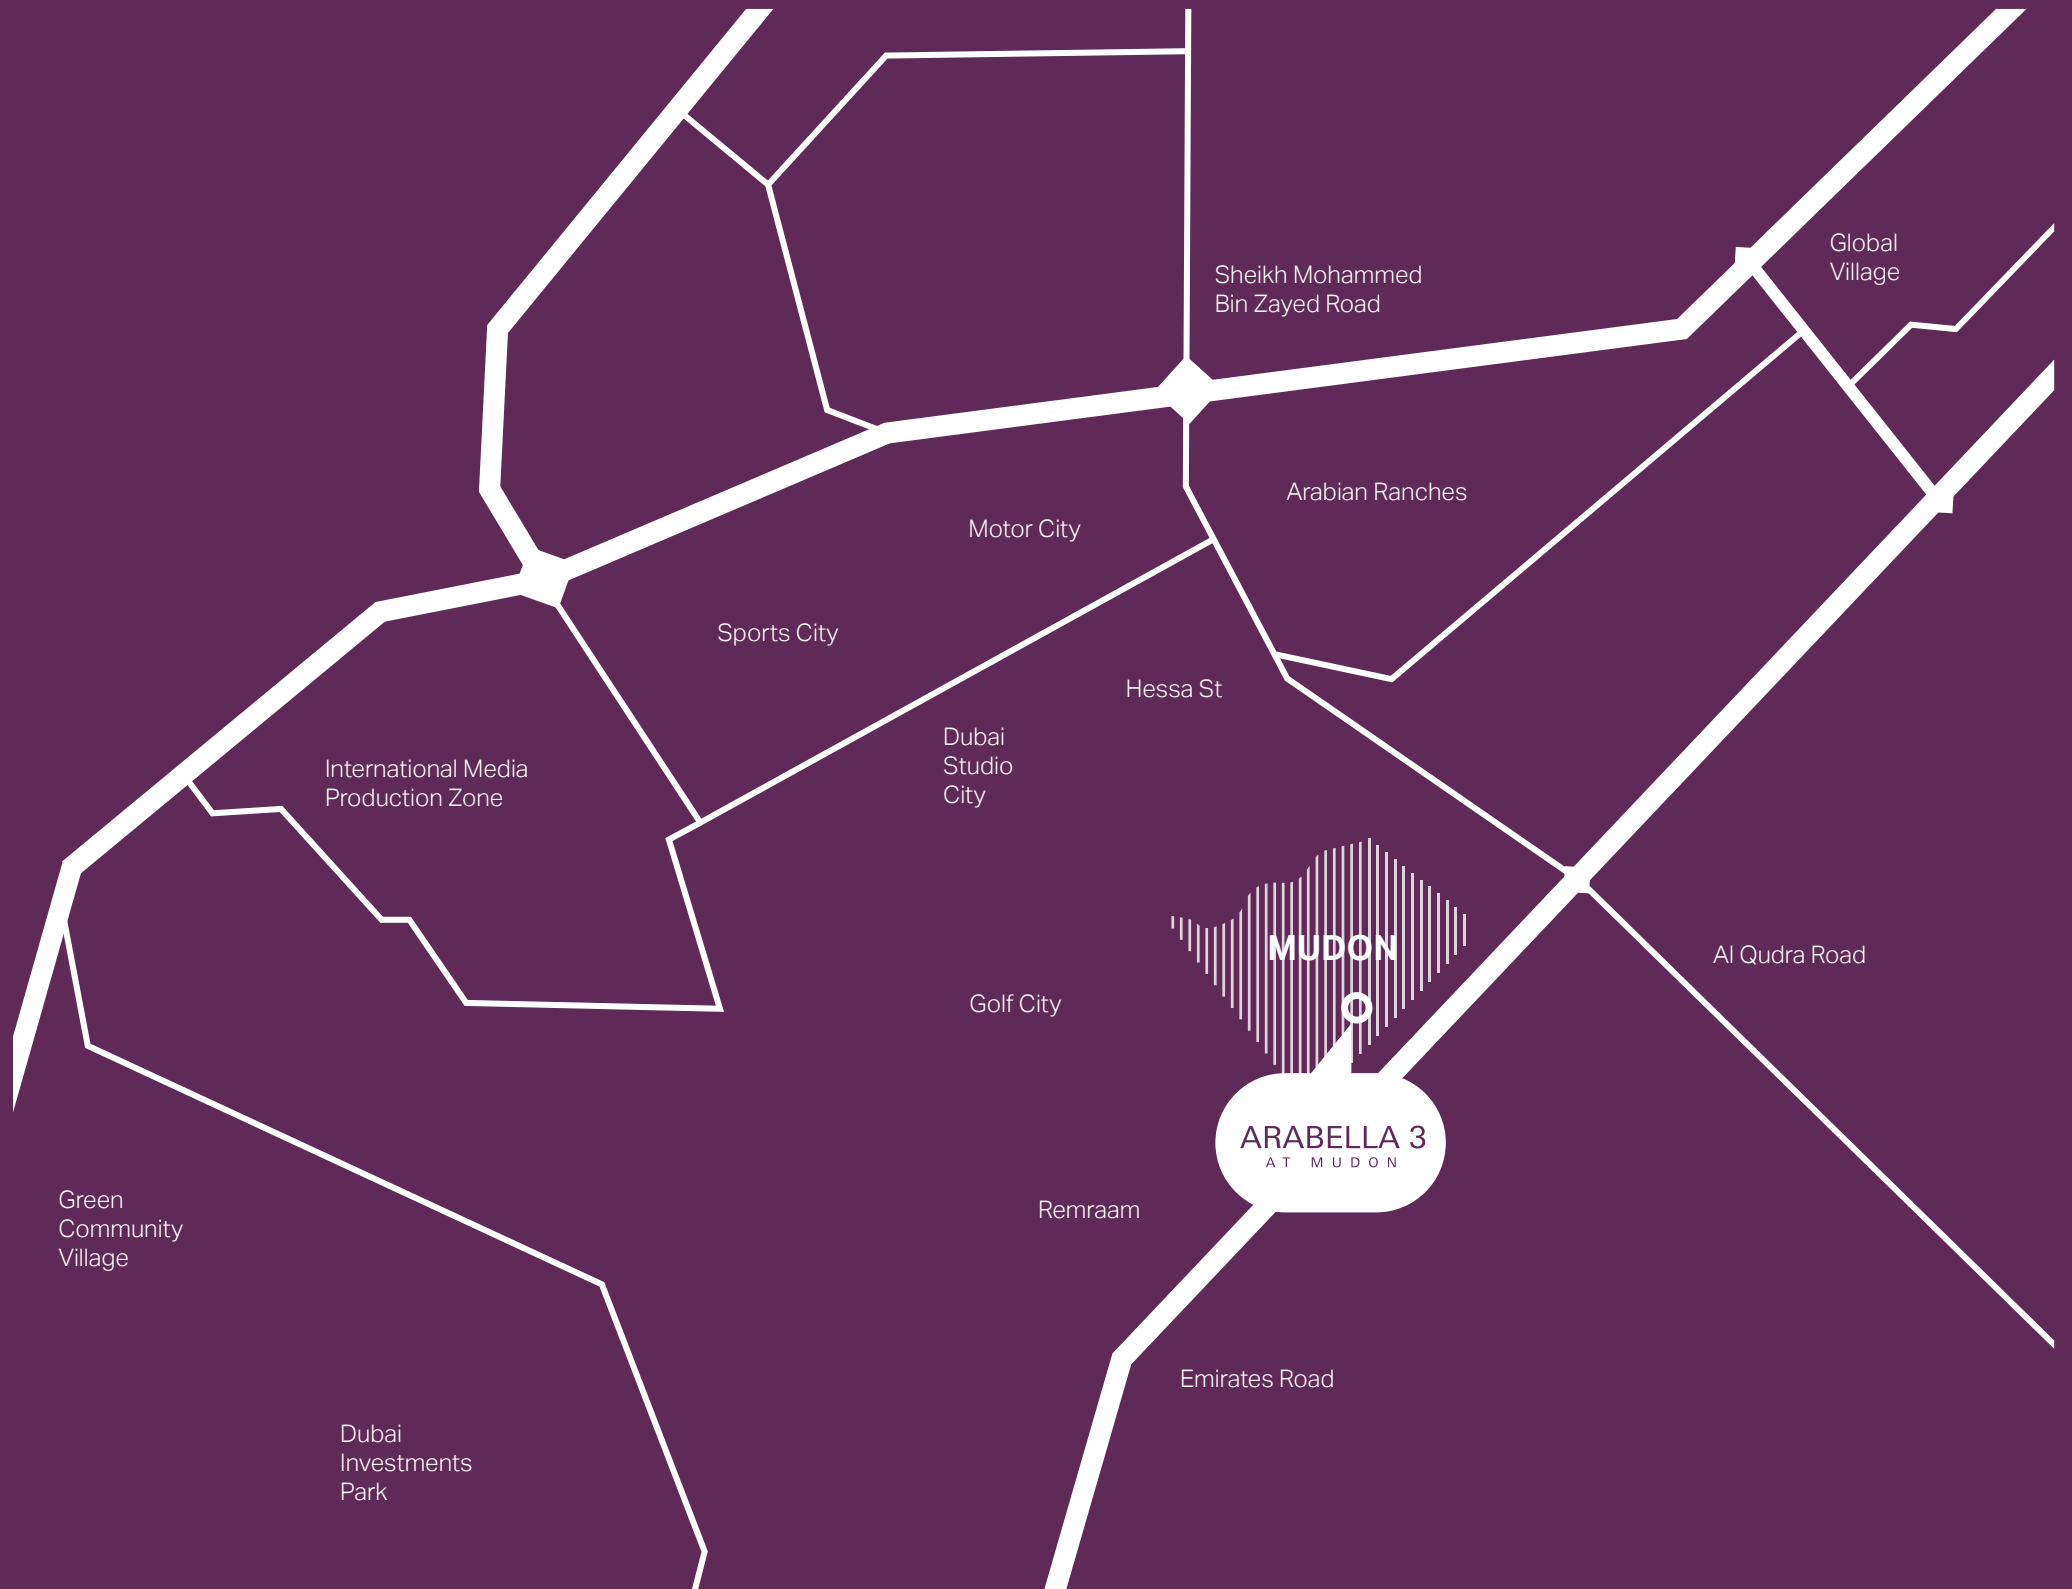 Global
Village
Sheikh Mohammed
Bin Zayed Road
Arabian Ranches
Motor City
Sports City
Hessa St
Dubai
Studio
City
International Media
Production Zone
MUDON
Al Qudra Road
Golf City
ARABELLA 3
AT MUDON
Remraam
Green
Community
Village
Emirates Road
Dubai
Investments
Park